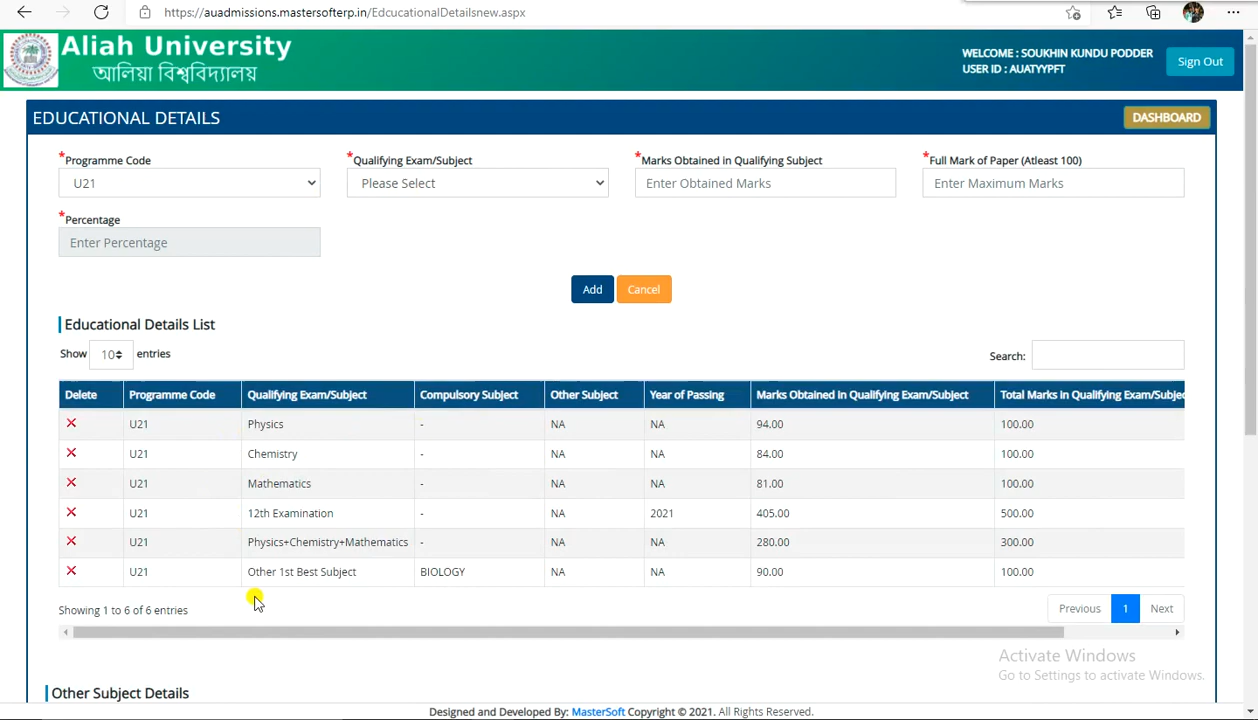 https://auadmissions.mastersofterp.in/EdcucationalDetailsnew.aspx
Aliah University
আলিয়া বিশ্ববিদ্যালয়
WELCOME : SOUKHIN KUNDU PODDER
USER ID : AUATYYPFT
Sign Out
EDUCATIONAL DETAILS
DASHBOARD
*Programme Code
*Qualifying Exam/Subject
*Marks Obtained in Qualifying Subject
*Full Mark of Paper (Atleast 100)
U21
Please Select
Enter Obtained Marks
Enter Maximum Marks
*Percentage
Enter Percentage
Add
Cancel
Educational Details List
Show 10 entries
Search:
Delete Programme Code Qualifying Exam/Subject Compulsory Subject Other Subject Year of Passing Marks Obtained in Qualifying Exam/Subject Total Marks in Qualifying Exam/Subjec
U21 Physics - NA NA 94.00 100.00
U21 Chemistry - NA NA 84.00 100.00
U21 Mathematics - NA NA 81.00 100.00
U21 12th Examination - NA 2021 405.00 500.00
U21 Physics+Chemistry+Mathematics - NA NA 280.00 300.00
U21 Other 1st Best Subject BIOLOGY NA NA 90.00 100.00
Showing 1 to 6 of 6 entries
Previous 1 Next
Activate Windows
Go to Settings to activate Windows.
Other Subject Details
Designed and Developed By: MasterSoft Copyright © 2021. All Rights Reserved.